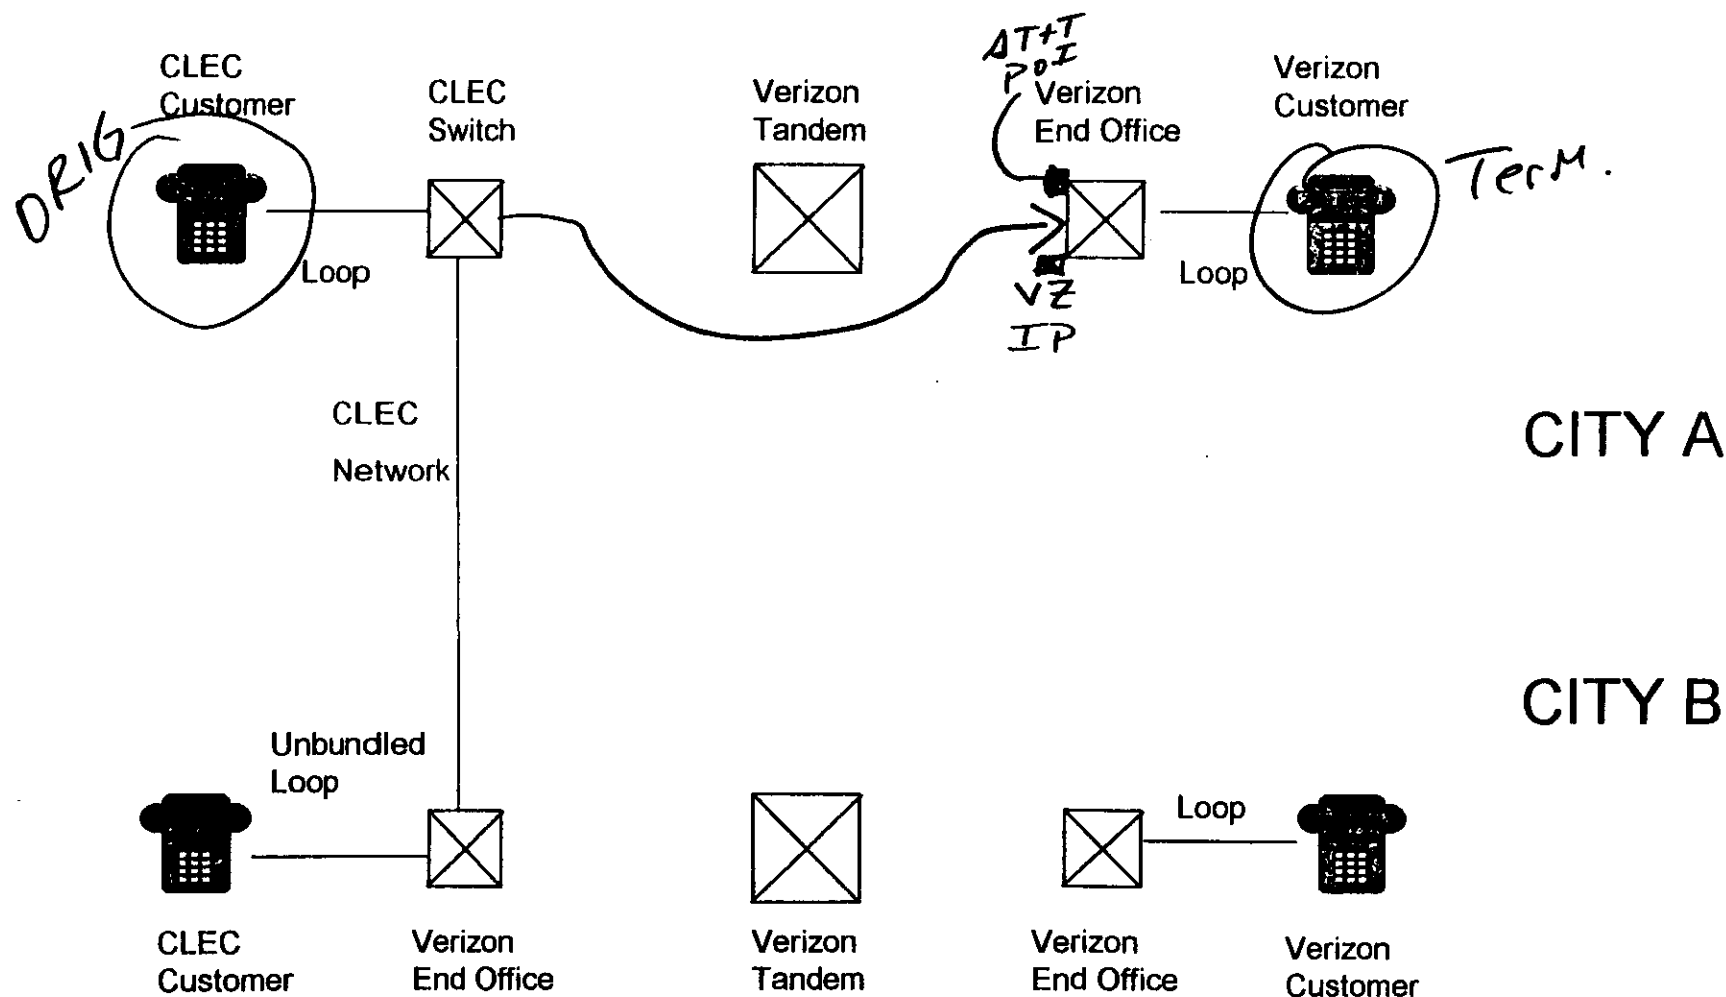 AT+T
POI
CLEC
Customer
CLEC
Switch
Verizon
Tandem
Verizon
End Office
Verizon
Customer
ORIG
Term.
Loop
Loop
VZ
IP
CLEC
Network
CITY A
CITY B
Unbundled
Loop
Loop
CLEC
Customer
Verizon
End Office
Verizon
Tandem
Verizon
End Office
Verizon
Customer